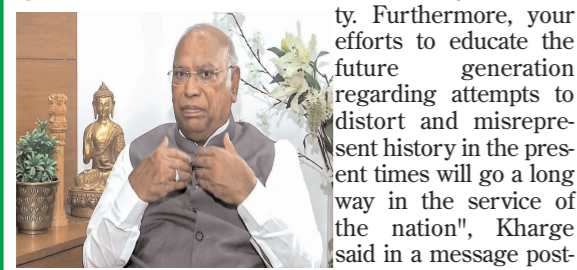 ty. Furthermore, your
efforts to educate the
future generation
regarding attempts to
distort and misrepre-
sent history in the pres-
ent times will go a long
way in the service of
the nation", Kharge
said in a message post-